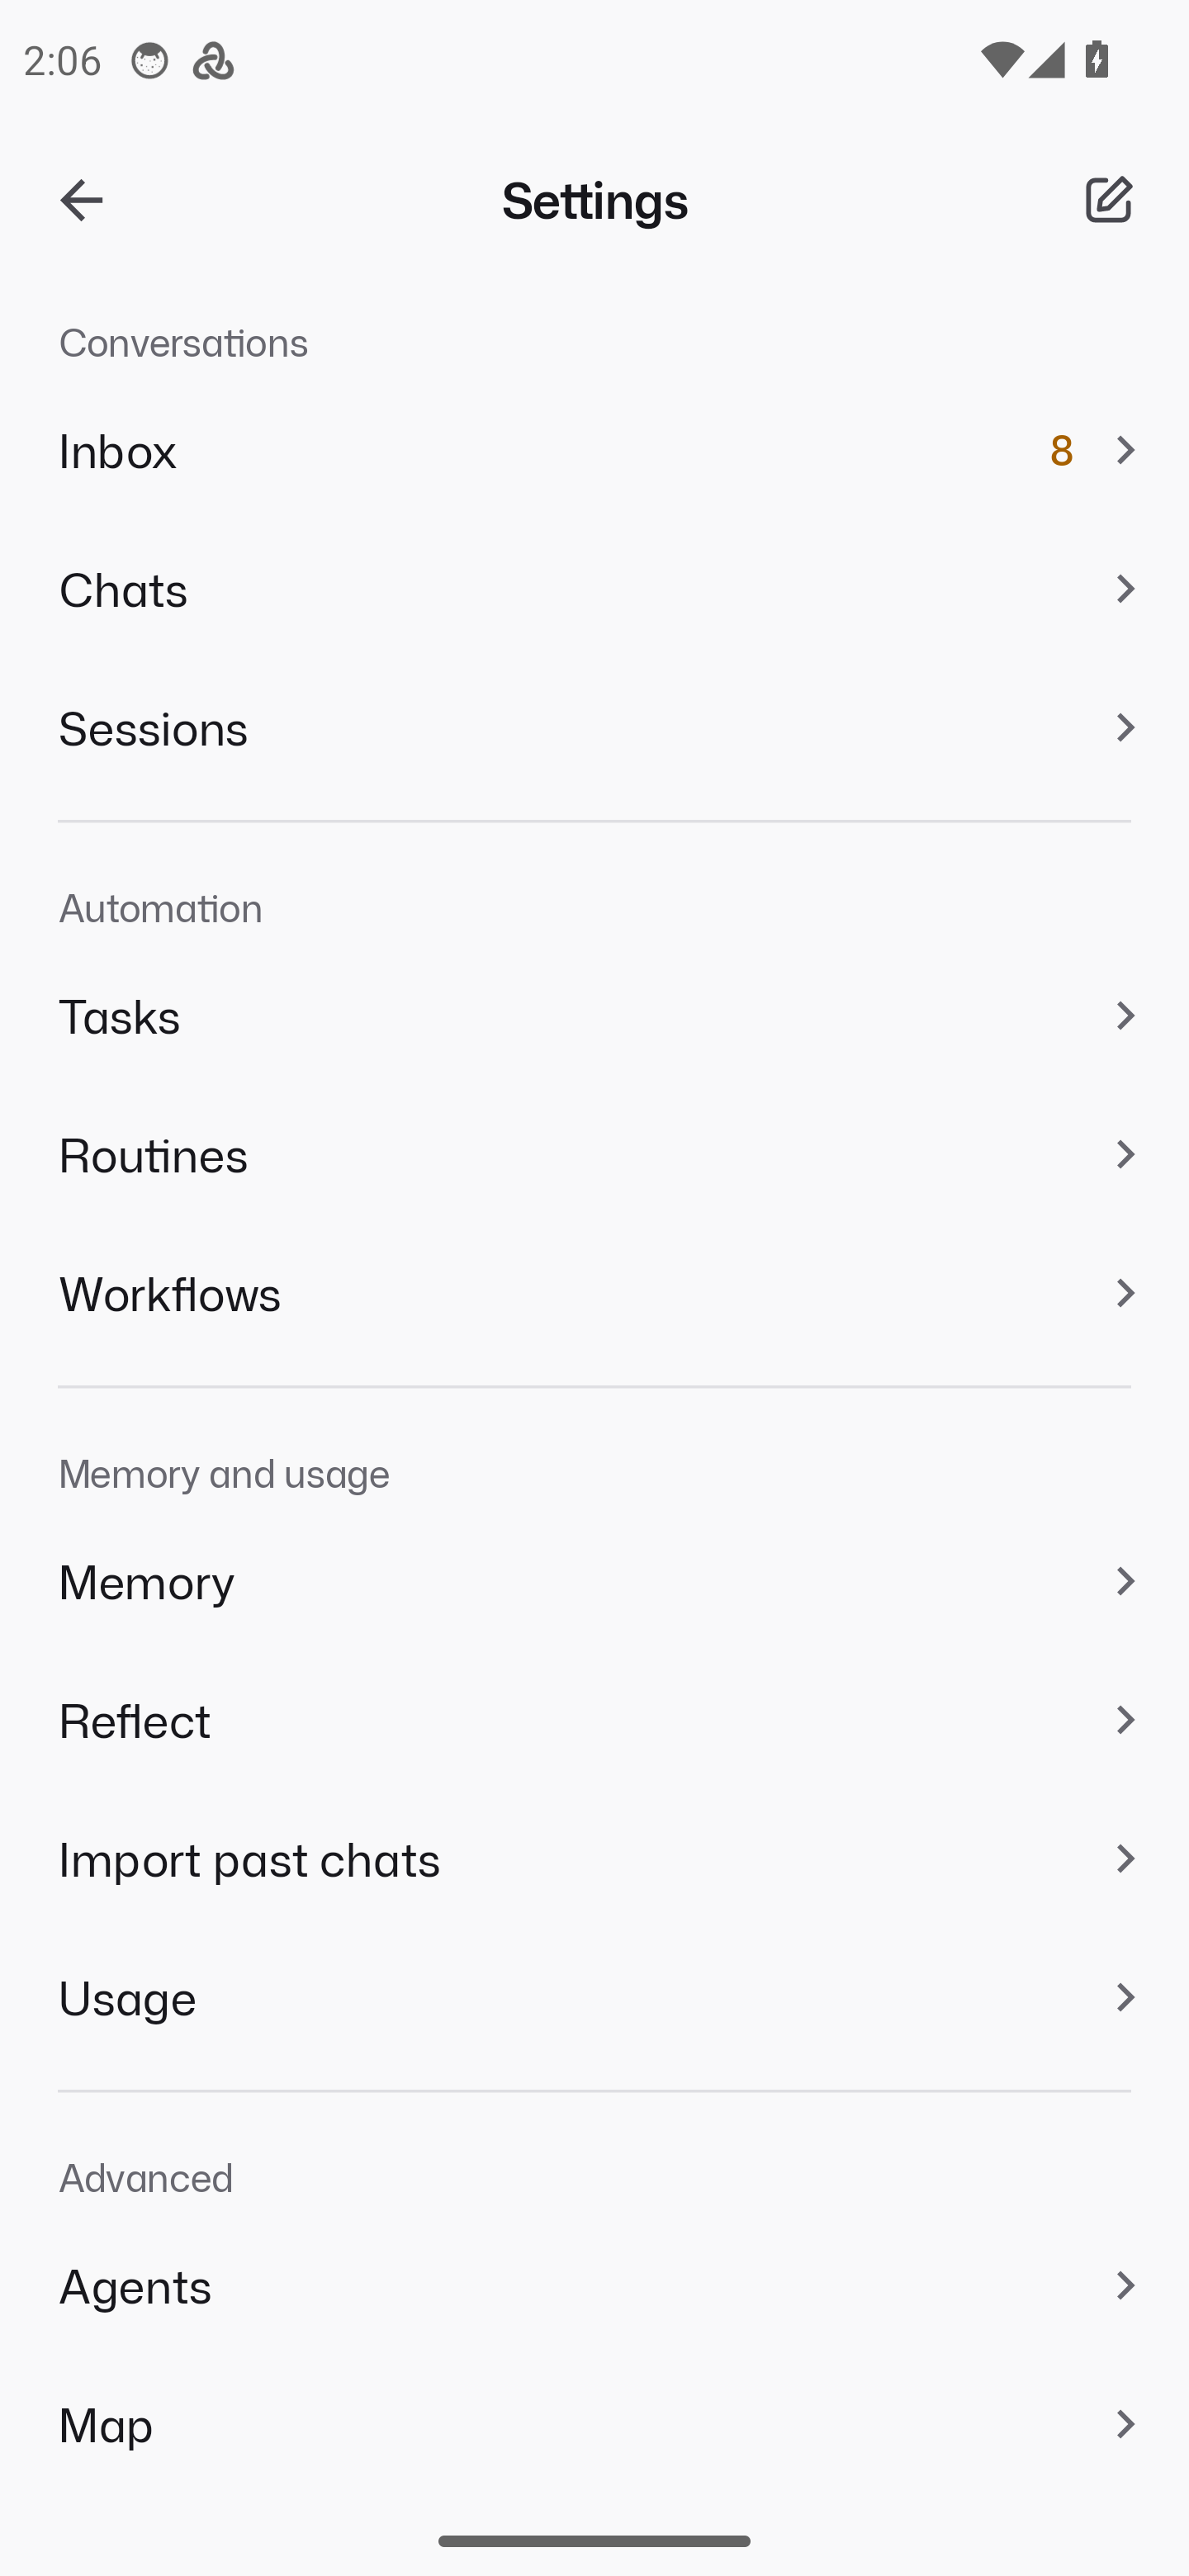 2:06
Settings
Conversations
Inbox 8
Chats
Sessions
Automation
Tasks
Routines
Workflows
Memory and usage
Memory
Reflect
Import past chats
Usage
Advanced
Agents
Map